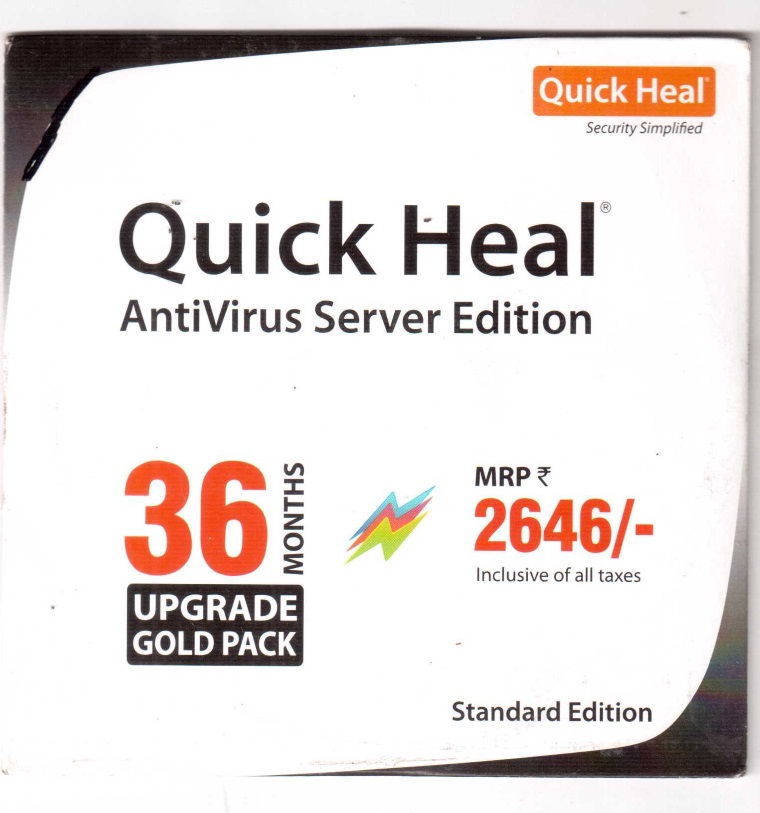 Quick Heal®
Security Simplified
Quick Heal®
AntiVirus Server Edition
36 MONTHS
UPGRADE
GOLD PACK
MRP ₹
2646/-
Inclusive of all taxes
Standard Edition